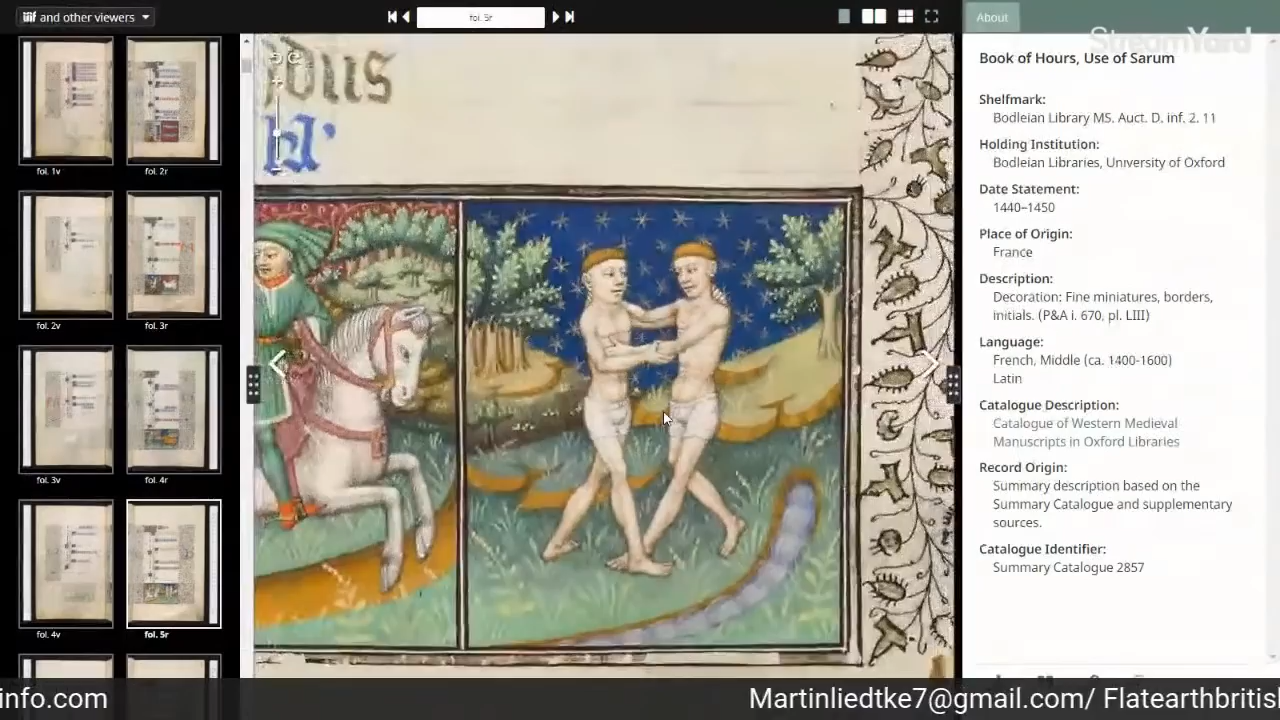 iiif and other viewers
fol. 5r
About
StreamYard
Book of Hours, Use of Sarum
Shelfmark:
Bodleian Library MS. Auct. D. inf. 2. 11
Holding Institution:
Bodleian Libraries, University of Oxford
Date Statement:
1440–1450
Place of Origin:
France
Description:
Decoration: Fine miniatures, borders,
initials. (P&A i. 670, pl. LIII)
Language:
French, Middle (ca. 1400-1600)
Latin
Catalogue Description:
Catalogue of Western Medieval
Manuscripts in Oxford Libraries
Record Origin:
Summary description based on the
Summary Catalogue and supplementary
sources.
Catalogue Identifier:
Summary Catalogue 2857
fol. 1v
fol. 2r
fol. 2v
fol. 3r
fol. 3v
fol. 4r
fol. 4v
fol. 5r
info.com
Martinliedtke7@gmail.com/ Flatearthbritis